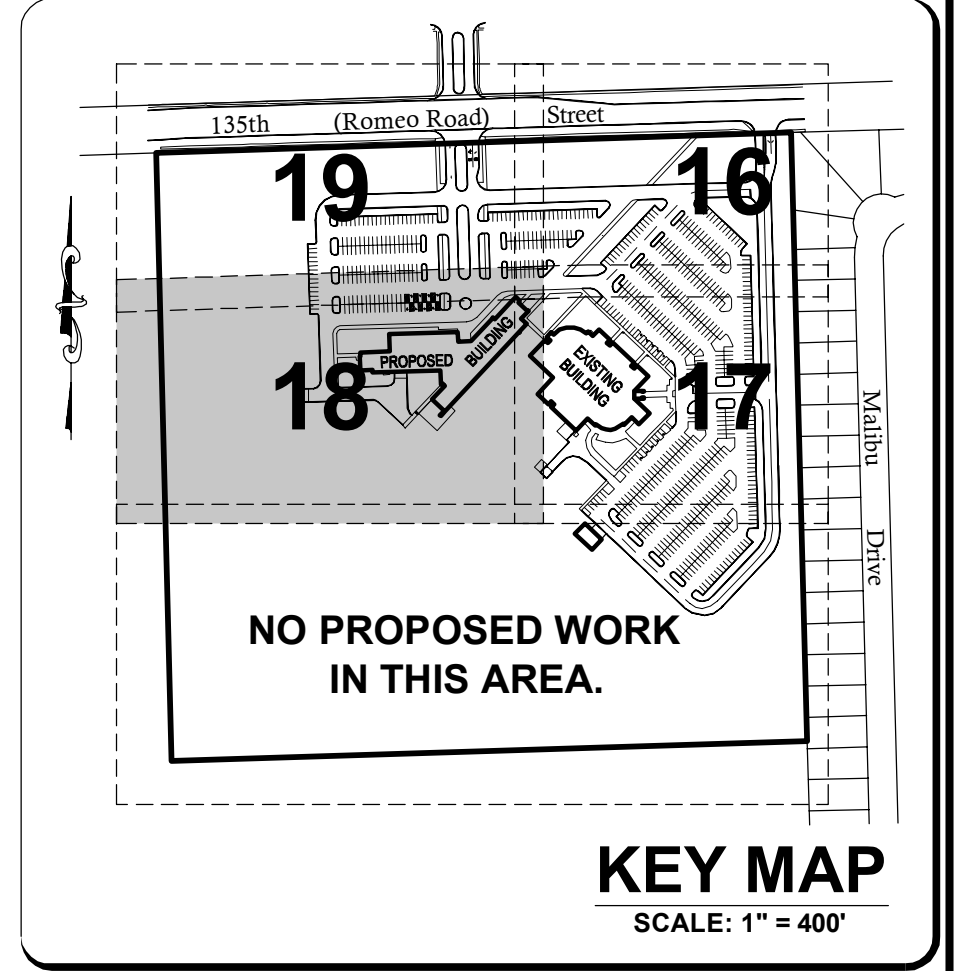 135th (Romeo Road) Street
19
16
PROPOSED
BUILDING
EXISTING
BUILDING
18
17
Malibu
Drive
NO PROPOSED WORK
IN THIS AREA.
KEY MAP
SCALE: 1" = 400'